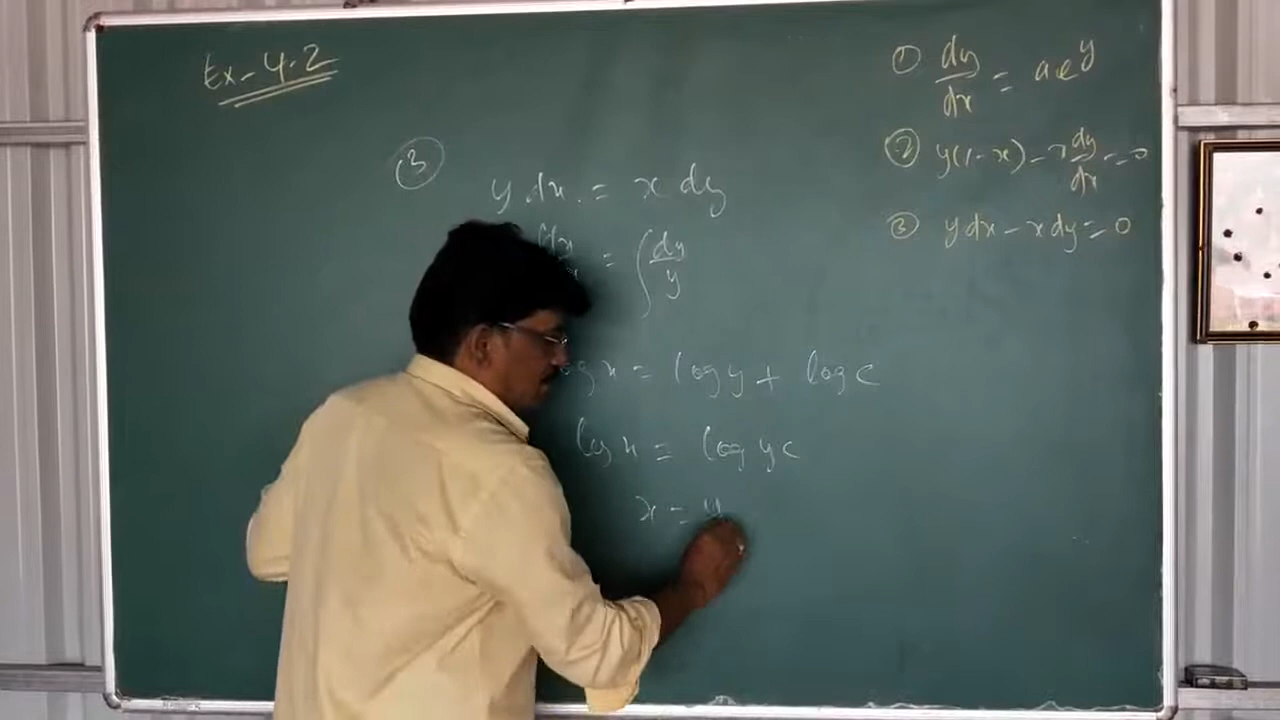 Ex - 4.2
③
y dx = x dy
dx = ∫ dy/y
log x = log y + log c
log x = log y c
x = y
① dy/dx = a e^y
② y(1-x) - x dy/dx = 0
③ y dx - x dy = 0